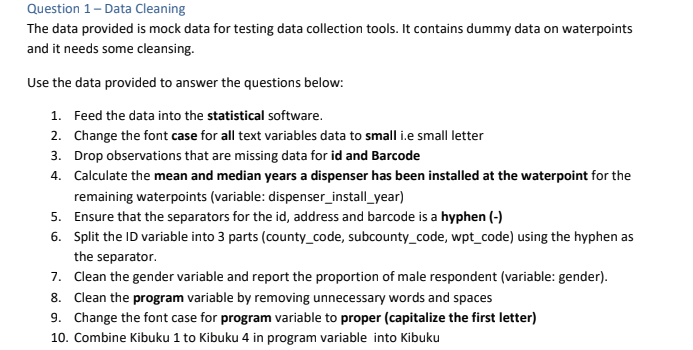 Question 1 – Data Cleaning
The data provided is mock data for testing data collection tools. It contains dummy data on waterpoints
and it needs some cleansing.
Use the data provided to answer the questions below:
1. Feed the data into the statistical software.
2. Change the font case for all text variables data to small i.e small letter
3. Drop observations that are missing data for id and Barcode
4. Calculate the mean and median years a dispenser has been installed at the waterpoint for the
remaining waterpoints (variable: dispenser_install_year)
5. Ensure that the separators for the id, address and barcode is a hyphen (-)
6. Split the ID variable into 3 parts (county_code, subcounty_code, wpt_code) using the hyphen as
the separator.
7. Clean the gender variable and report the proportion of male respondent (variable: gender).
8. Clean the program variable by removing unnecessary words and spaces
9. Change the font case for program variable to proper (capitalize the first letter)
10. Combine Kibuku 1 to Kibuku 4 in program variable into Kibuku